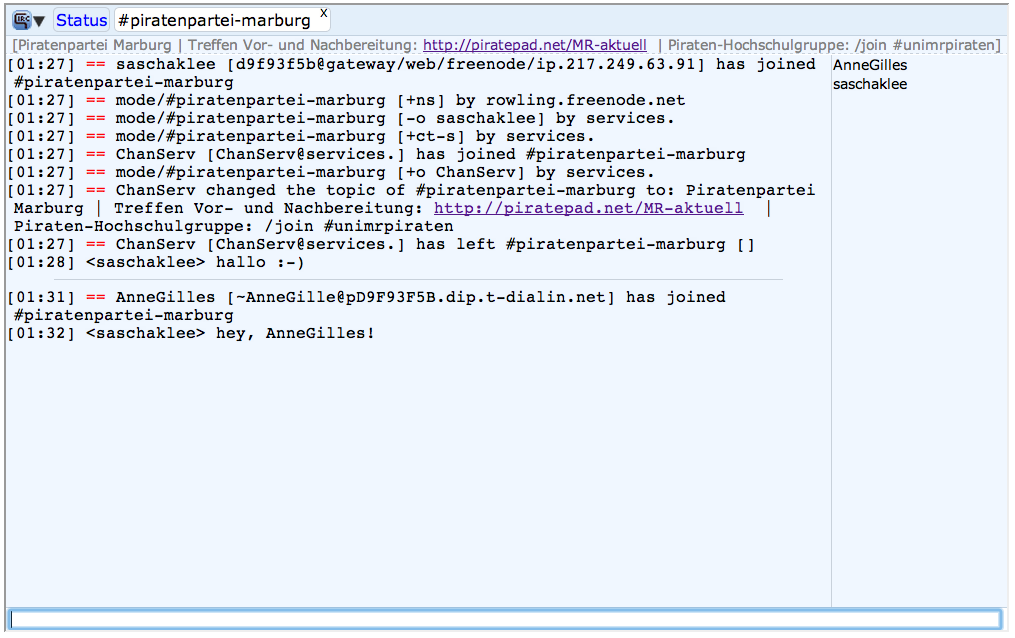 IRC Status #piratenpartei-marburg x
[Piratenpartei Marburg | Treffen Vor- und Nachbereitung: http://piratepad.net/MR-aktuell | Piraten-Hochschulgruppe: /join #unimrpiraten]
[01:27] == saschaklee [d9f93f5b@gateway/web/freenode/ip.217.249.63.91] has joined
#piratenpartei-marburg
[01:27] == mode/#piratenpartei-marburg [+ns] by rowling.freenode.net
[01:27] == mode/#piratenpartei-marburg [-o saschaklee] by services.
[01:27] == mode/#piratenpartei-marburg [+ct-s] by services.
[01:27] == ChanServ [ChanServ@services.] has joined #piratenpartei-marburg
[01:27] == mode/#piratenpartei-marburg [+o ChanServ] by services.
[01:27] == ChanServ changed the topic of #piratenpartei-marburg to: Piratenpartei
Marburg | Treffen Vor- und Nachbereitung: http://piratepad.net/MR-aktuell |
Piraten-Hochschulgruppe: /join #unimrpiraten
[01:27] == ChanServ [ChanServ@services.] has left #piratenpartei-marburg []
[01:28] <saschaklee> hallo :-)
[01:31] == AnneGilles [~AnneGille@pD9F93F5B.dip.t-dialin.net] has joined
#piratenpartei-marburg
[01:32] <saschaklee> hey, AnneGilles!
AnneGilles
saschaklee